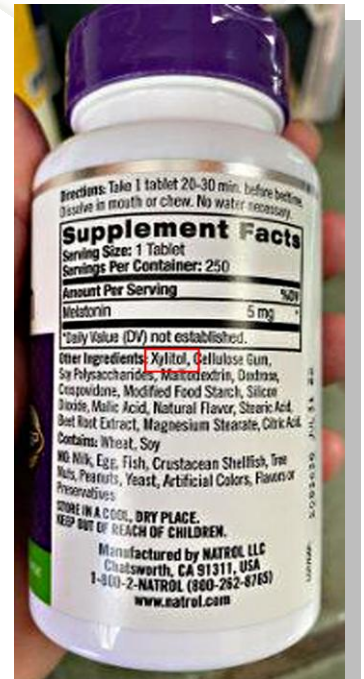 Directions: Take 1 tablet 20-30 min. before bedtime.
Dissolve in mouth or chew. No water necessary.
Supplement Facts
Serving Size: 1 Tablet
Servings Per Container: 250
Amount Per Serving %DV
Melatonin 5 mg *
*Daily Value (DV) not established.
Other Ingredients: Xylitol, Cellulose Gum,
Soy Polysaccharides, Maltodextrin, Dextrose,
Crospovidone, Modified Food Starch, Silicon
Dioxide, Malic Acid, Natural Flavor, Stearic Acid,
Beet Root Extract, Magnesium Stearate, Citric Acid.
Contains: Wheat, Soy
NO: Milk, Egg, Fish, Crustacean Shellfish, Tree
Nuts, Peanuts, Yeast, Artificial Colors, Flavors or
Preservatives
STORE IN A COOL, DRY PLACE.
KEEP OUT OF REACH OF CHILDREN.
Manufactured by NATROL LLC
Chatsworth, CA 91311, USA
1-800-2-NATROL (800-262-8765)
www.natrol.com